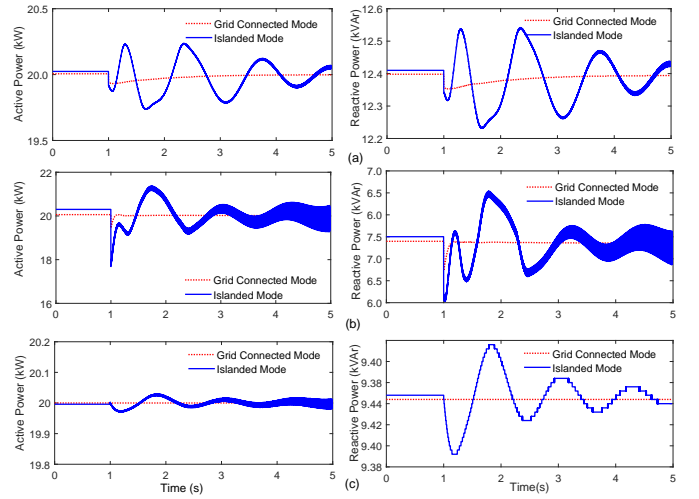 20.5
20.0
19.5
Active Power (kW)
Grid Connected Mode
Islanded Mode
0 1 2 3 4 5
12.6
12.4
12.2
Reactive Power (kVAr)
Grid Connected Mode
Islanded Mode
0 1 2 3 4 5
(a)
22
20
18
16
Active Power (kW)
Grid Connected Mode
Islanded Mode
0 1 2 3 4 5
7.0
7.5
6.5
6.0
Reactive Power (kVAr)
Grid Connected Mode
Islanded Mode
0 1 2 3 4 5
(b)
20.2
20.1
20
19.9
19.8
Active Power (kW)
Grid Connected Mode
Islanded Mode
0 1 2 3 4 5
Time (s)
9.40
9.38
9.44
9.44
9.38
Reactive Power (kVAr)
Grid Connected Mode
Islanded Mode
0 1 2 3 4 5
Time(s)
(c)